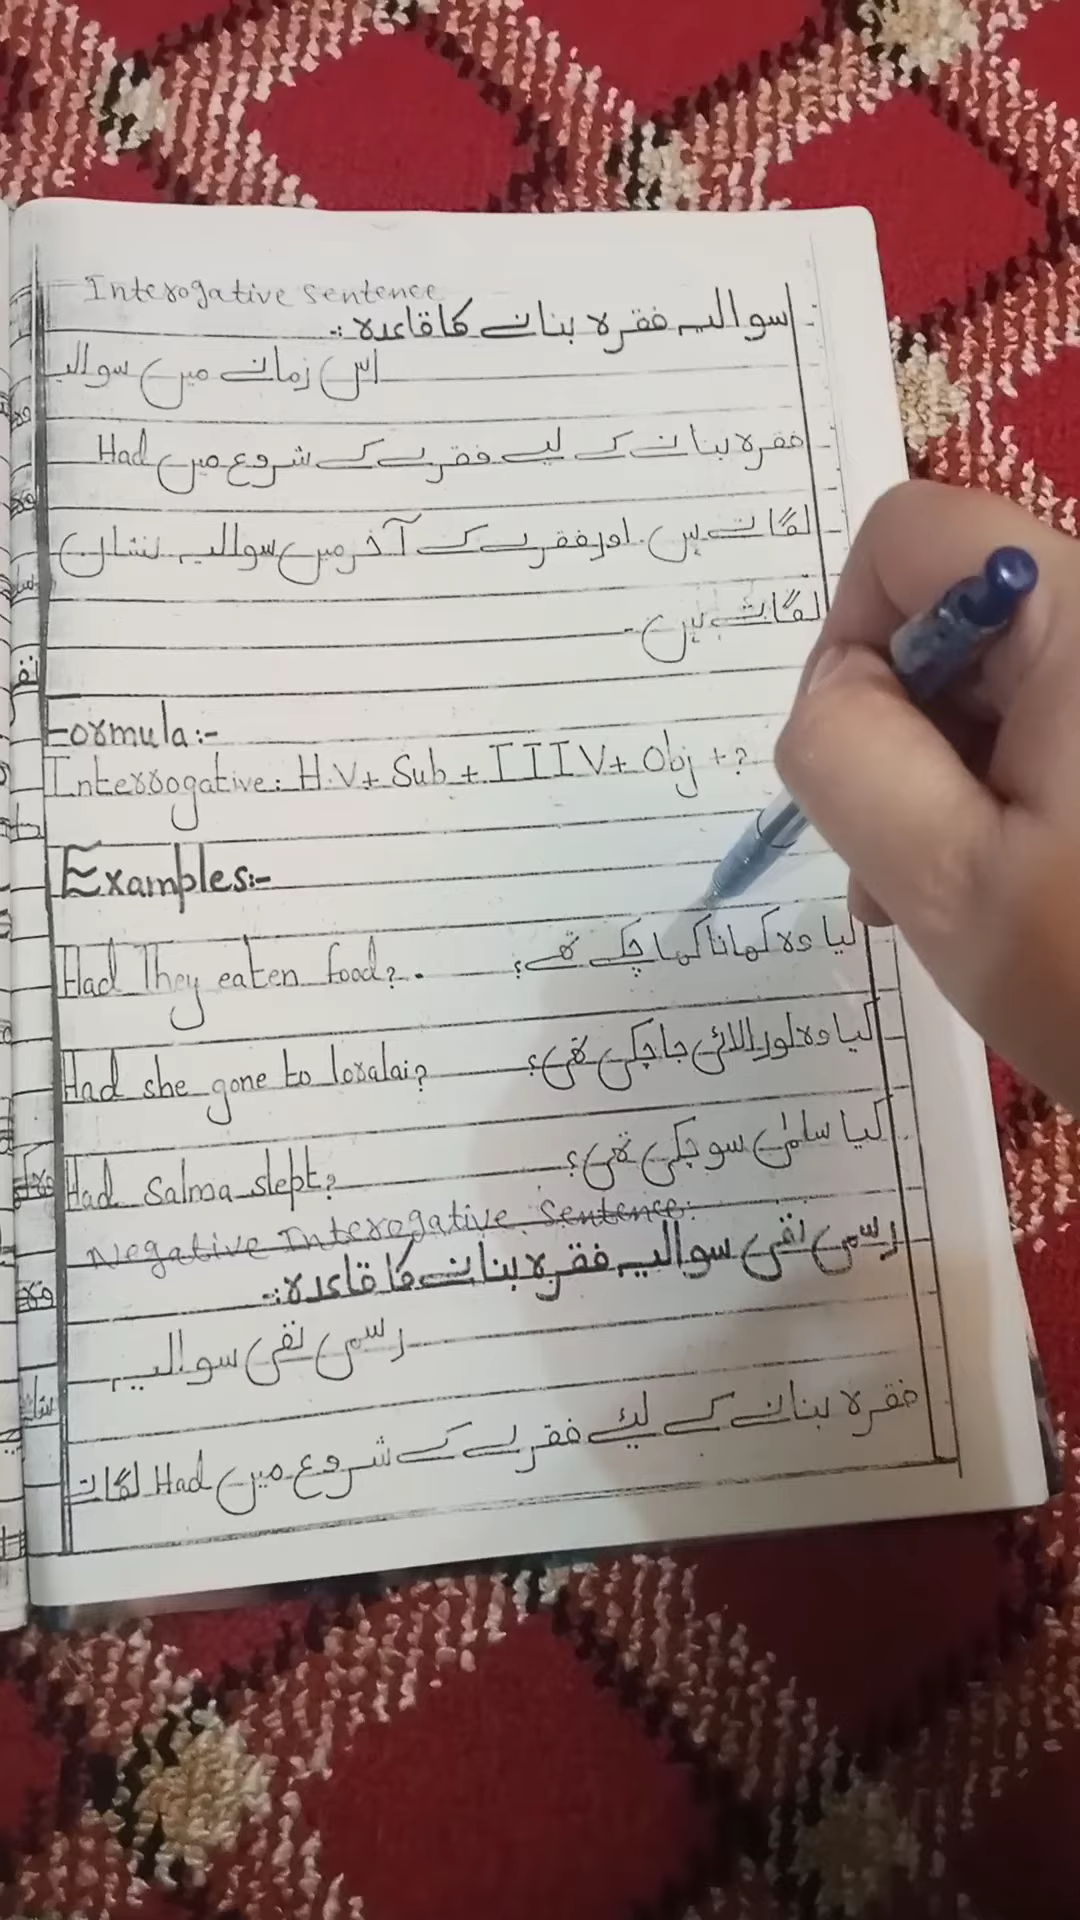 Interogative sentence
سوالیہ فقرہ بنانے کا قاعدہ :-
اس زمانے میں سوالیہ
فقرہ بنانے کے لیے فقرے کے شروع میں Had
لگاتے ہیں. اور فقرے کے آخر میں سوالیہ نشان
لگاتے ہیں-
Formula:-
Interrogative: H.V+ Sub + III V+ Obj + ?
Examples:-
Had They eaten food?. کیا وہ کھانا کھا چکے تھے؟
Had she gone to loralai? کیا وہ لورالائی جا چکی تھی؟
Had Salma slept? کیا سلمٰی سو چکی تھی؟
Negative Interogative Sentence:
رسمی نفی سوالیہ فقرہ بنانے کا قاعدہ:-
رسمی نفی سوالیہ
فقرہ بنانے کے لیئے فقرے کے شروع میں Had لگاتے